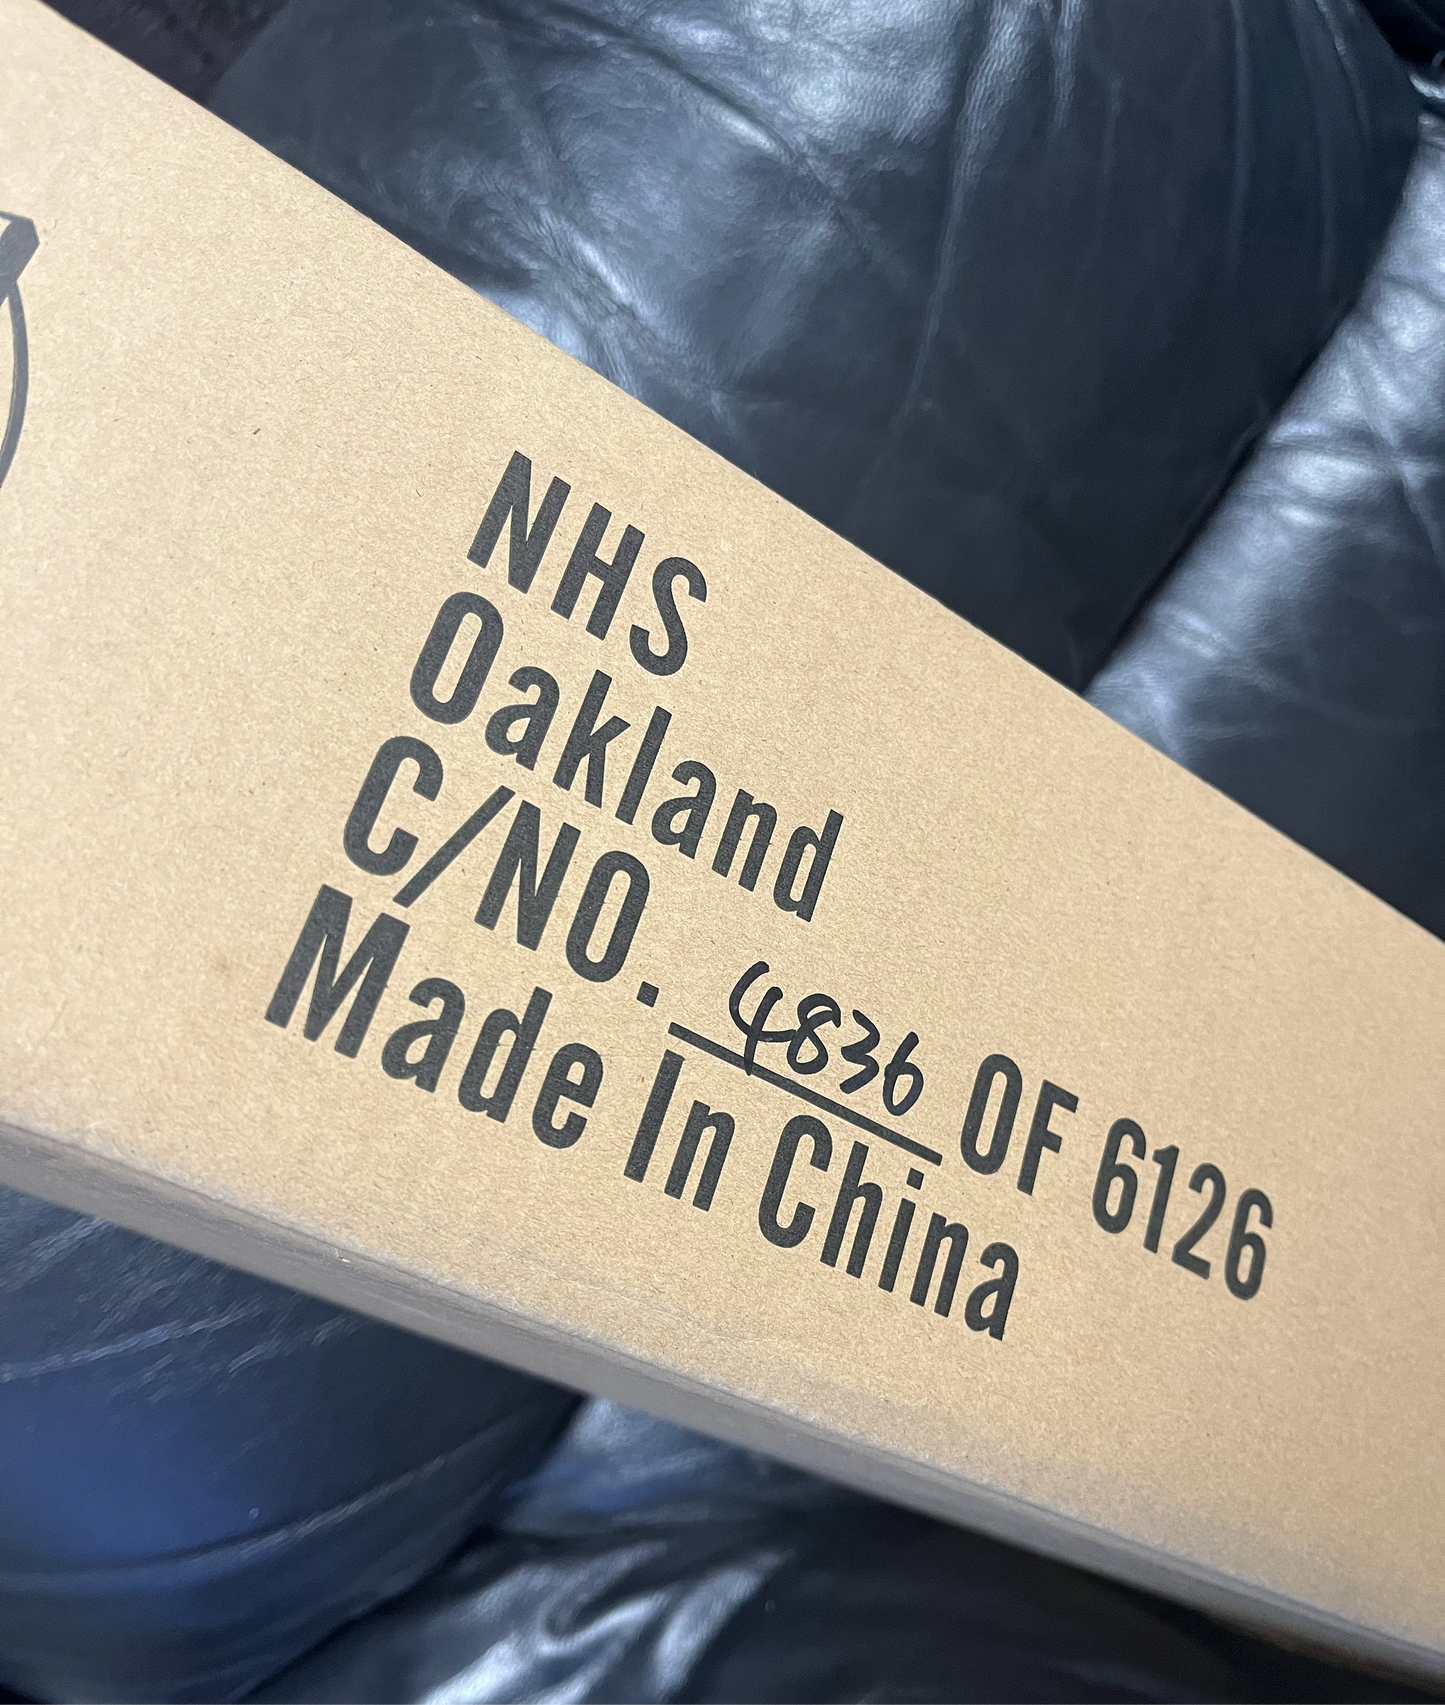 NHS
Oakland
C/NO. 4836 OF 6126
Made In China